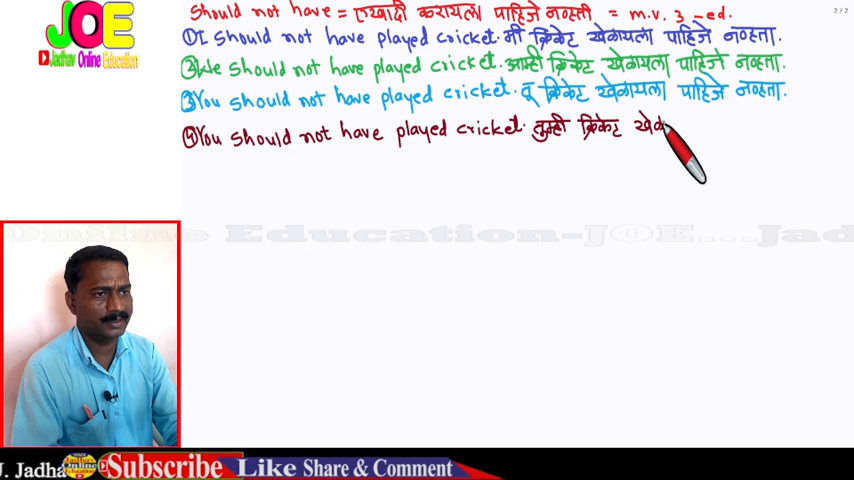 Should not have = एखादी करायला पाहिजे नव्हती = m.v. 3 -ed.
① I should not have played cricket. मी क्रिकेट खेळायला पाहिजे नव्हता.
② We should not have played cricket. आम्ही क्रिकेट खेळायला पाहिजे नव्हता.
③ You should not have played cricket. तू क्रिकेट खेळायला पाहिजे नव्हता.
④ You should not have played cricket. तुम्ही क्रिकेट खेळ
2/2
JOE
Jadhav Online Education
Online Education-JOE...Jad
J. Jadha
Jadhav Online Education
Subscribe Like Share & Comment